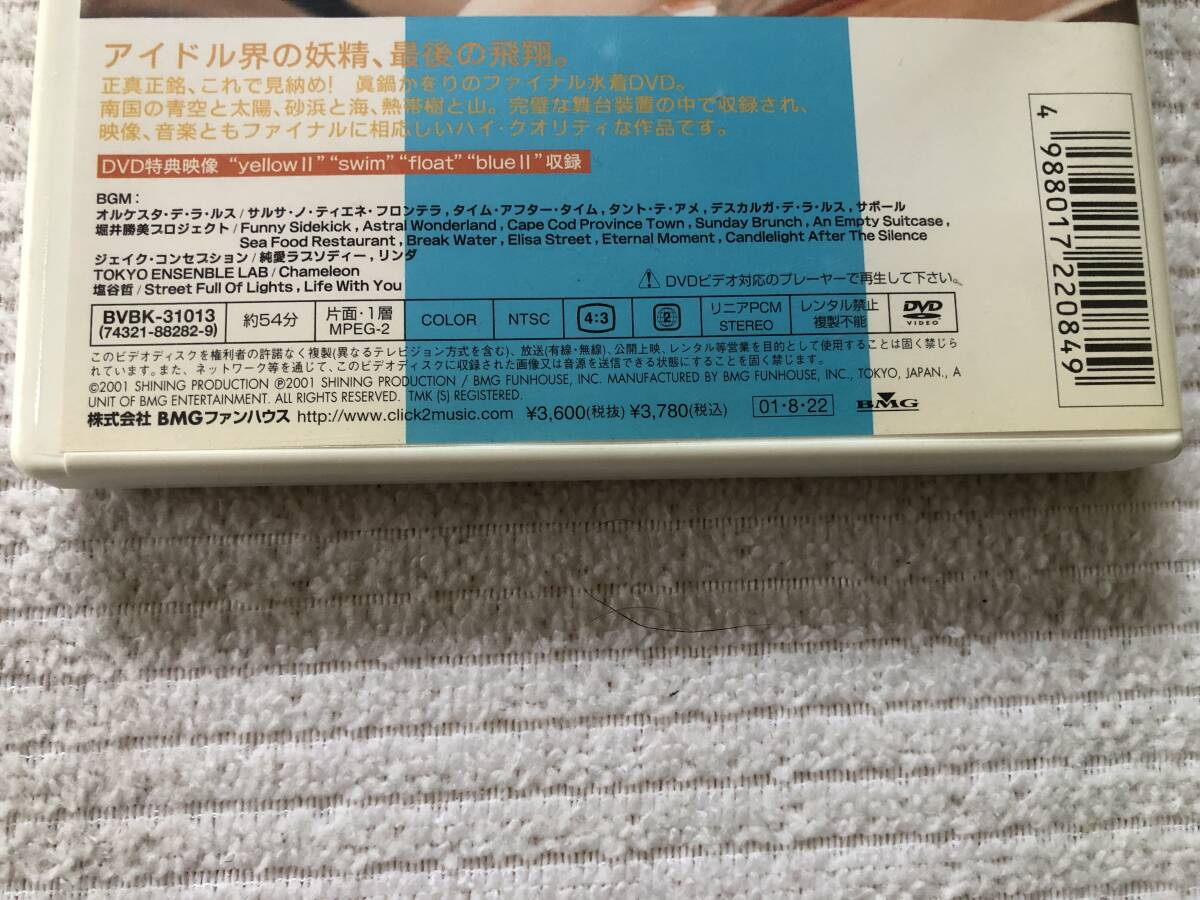 アイドル界の妖精、最後の飛翔。
正真正銘、これで見納め! 眞鍋かをりのファイナル水着DVD。
南国の青空と太陽、砂浜と海、熱帯樹と山。完璧な舞台装置の中で収録され、
映像、音楽ともファイナルに相応しいハイ・クオリティな作品です。
DVD特典映像 “yellowⅡ” “swim” “float” “blueⅡ” 収録
BGM:
オルケスタ・デ・ラ・ルス/サルサ・ノ・ティエネ・フロンテラ, タイム・アフター・タイム, タント・テ・アメ, デスカルガ・デ・ラ・ルス, サボール
堀井勝美プロジェクト/Funny Sidekick, Astral Wonderland, Cape Cod Province Town, Sunday Brunch, An Empty Suitcase,
Sea Food Restaurant, Break Water, Elisa Street, Eternal Moment, Candlelight After The Silence
ジェイク・コンセプション/純愛ラプソディー, リンダ
TOKYO ENSENBLE LAB/Chameleon
塩谷哲/Street Full Of Lights, Life With You
DVDビデオ対応のプレーヤーで再生して下さい。
BVBK-31013
(74321-88282-9)
約54分
片面・1層
MPEG-2
COLOR
NTSC
4:3
2
リニアPCM
STEREO
レンタル禁止
複製不能
DVD
VIDEO
このビデオディスクを権利者の許諾なく複製(異なるテレビジョン方式を含む)、放送(有線・無線)、公開上映、レンタル等営業を目的として使用することは固く禁じら
れています。また、ネットワーク等を通じて、このビデオディスクに収録された画像又は音源を送信できる状態にすることを固く禁じます。
©2001 SHINING PRODUCTION ℗2001 SHINING PRODUCTION / BMG FUNHOUSE, INC. MANUFACTURED BY BMG FUNHOUSE, INC., TOKYO, JAPAN., A
UNIT OF BMG ENTERTAINMENT. ALL RIGHTS RESERVED. TMK (S) REGISTERED.
株式会社 BMGファンハウス http://www.click2music.com ¥3,600(税抜) ¥3,780(税込) 01・8・22 BMG
4 988017 220849